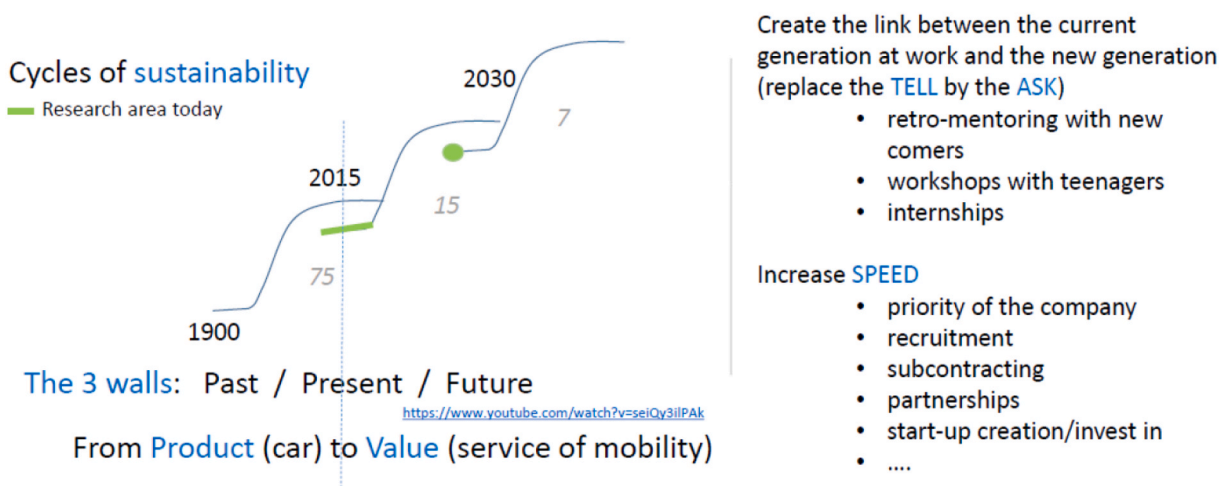 Cycles of sustainability
Research area today
2030
7
2015
15
75
1900
The 3 walls: Past / Present / Future
https://www.youtube.com/watch?v=seiQy3ilPAk
From Product (car) to Value (service of mobility)
Create the link between the current
generation at work and the new generation
(replace the TELL by the ASK)
• retro-mentoring with new
comers
• workshops with teenagers
• internships
Increase SPEED
• priority of the company
• recruitment
• subcontracting
• partnerships
• start-up creation/invest in
• ....